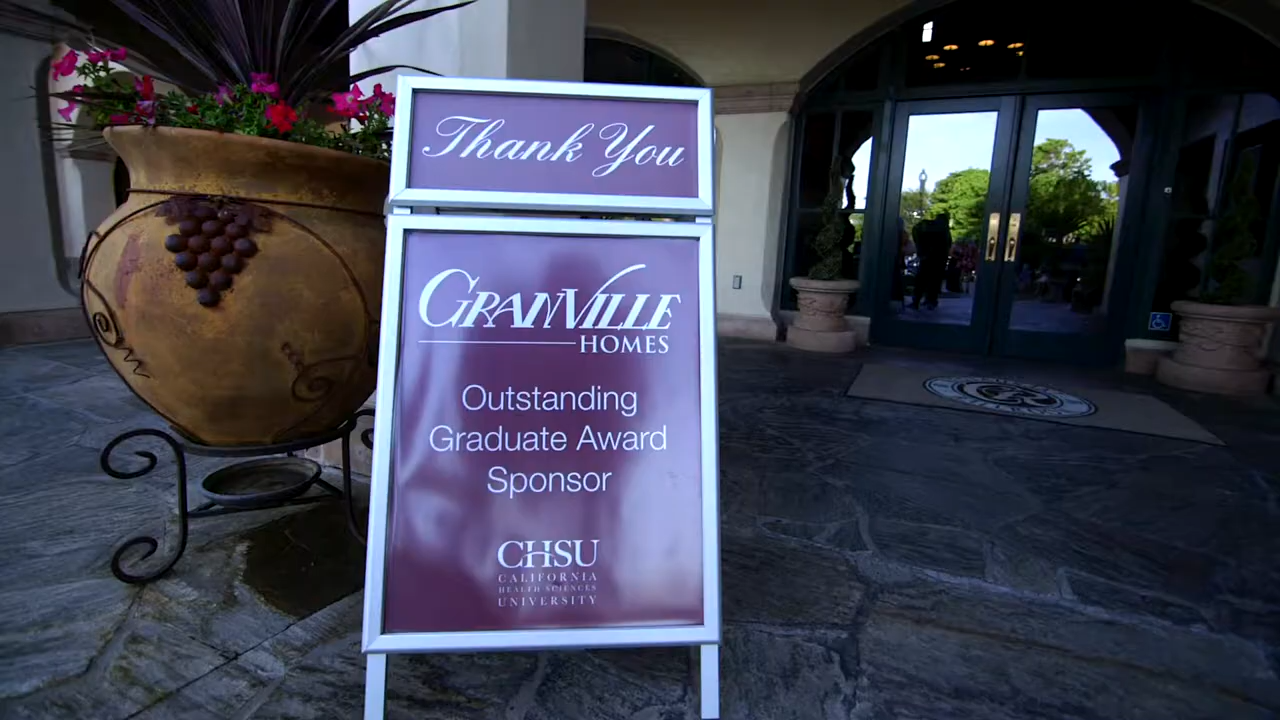 Thank You
GRANVILLE
HOMES
Outstanding
Graduate Award
Sponsor
CHSU
CALIFORNIA
HEALTH SCIENCES
UNIVERSITY